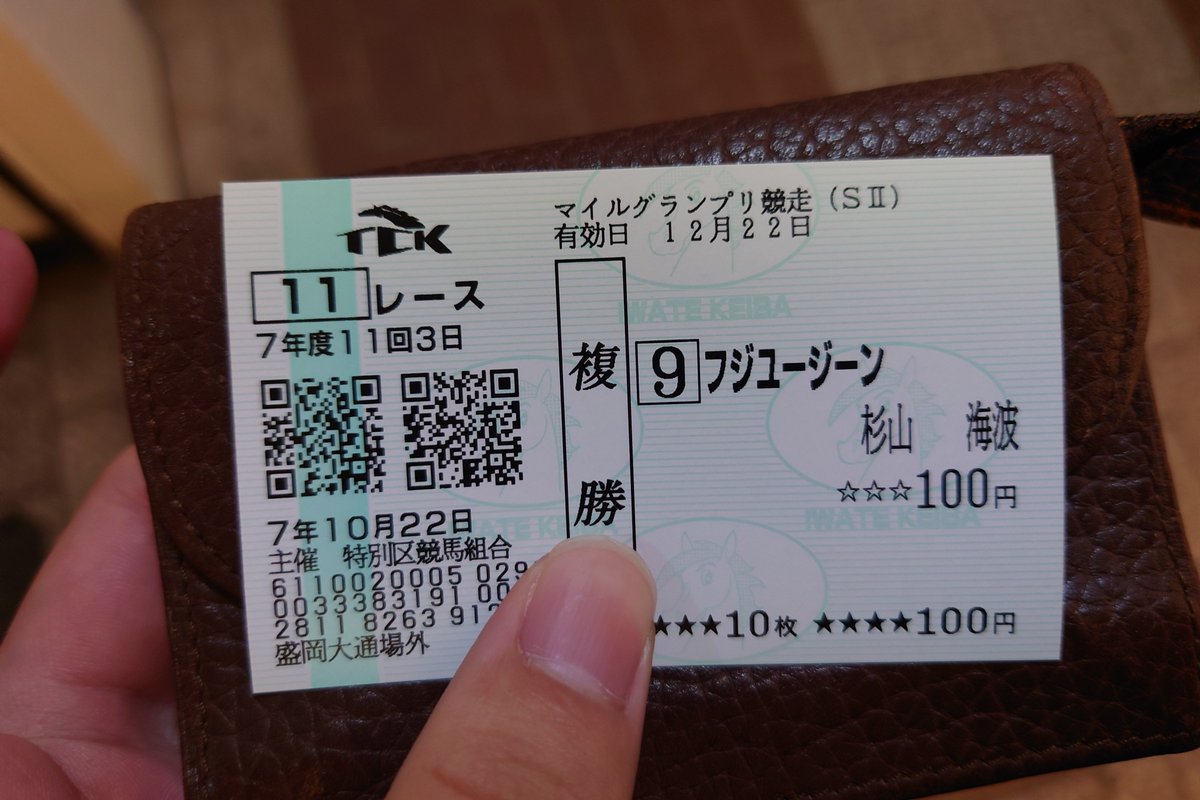 TCK
マイルグランプリ競走(SⅡ)
有効日 12月22日
11レース
7年度11回3日
複勝
9 フジユージーン
杉山 海波
☆☆☆100円
7年10月22日
主催 特別区競馬組合
6110020005 029
0033383191 00
2811 8263 91
盛岡大通場外
★★★10枚 ★★★★100円
IWATE KEIBA
IWATE KEIBA